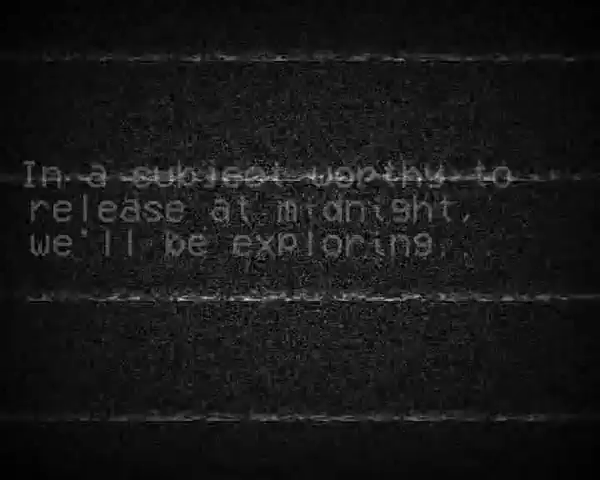 In a subject worthy to
release at midnight,
we'll be exploring